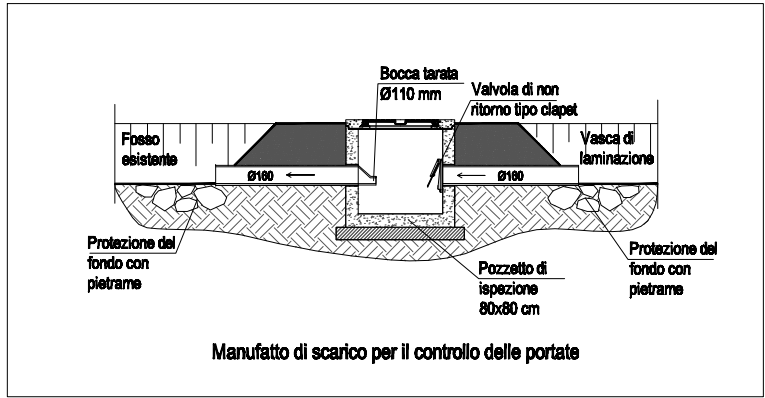 Bocca tarata
Ø110 mm
Valvola di non
ritorno tipo clapet
Fosso
esistente
Vasca di
laminazione
Ø160
Ø160
Protezione del
fondo con
pietrame
Protezione del
fondo con
pietrame
Pozzetto di
ispezione
80x80 cm
Manufatto di scarico per il controllo delle portate